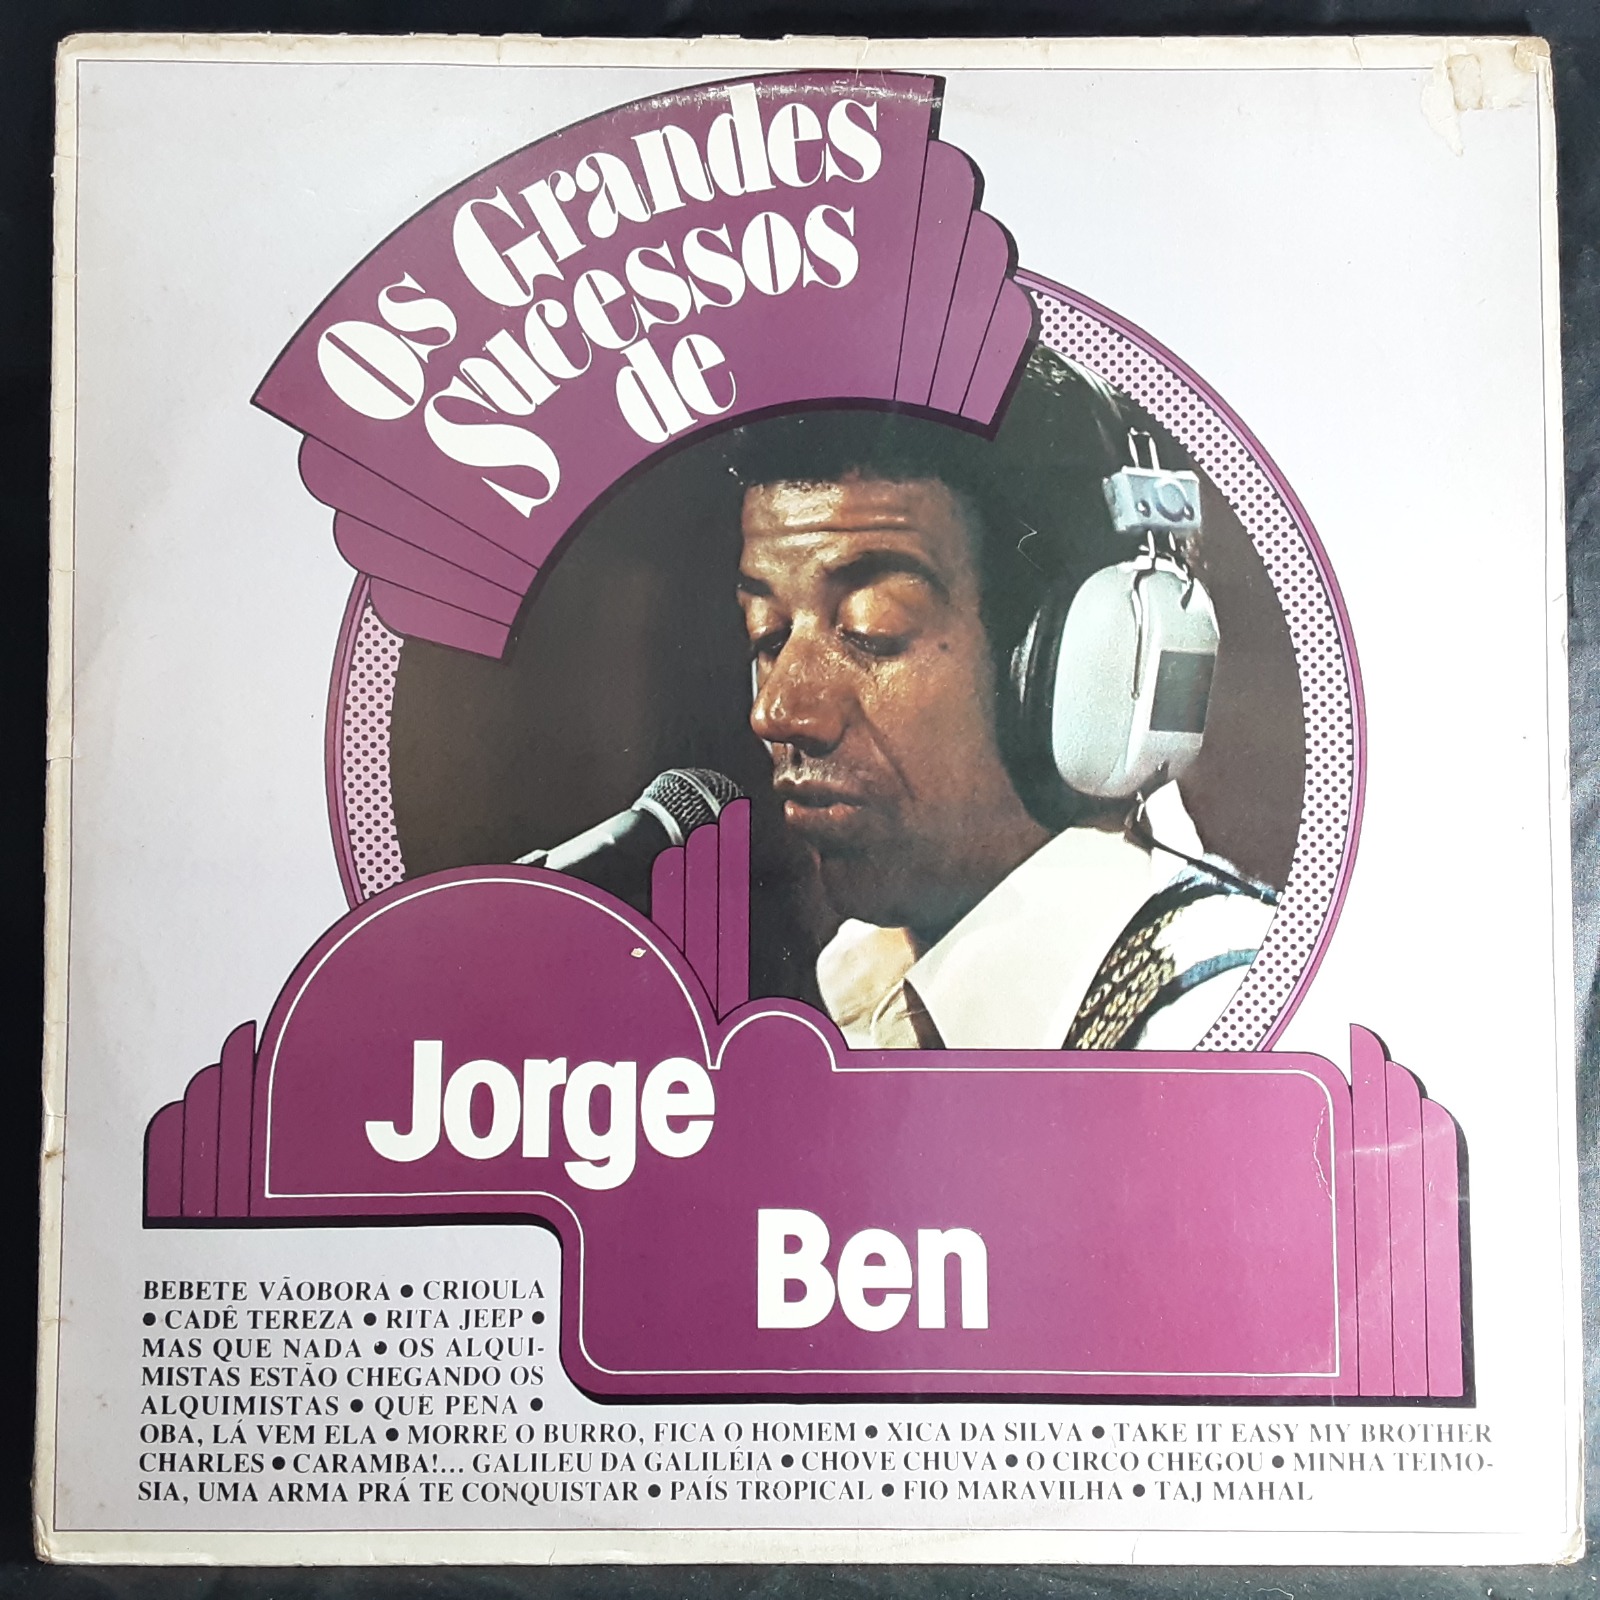 Os Grandes
Sucessos
de
Jorge
Ben
BEBETE VÃOBORA ● CRIOULA
● CADÊ TEREZA ● RITA JEEP ●
MAS QUE NADA ● OS ALQUI-
MISTAS ESTÃO CHEGANDO OS
ALQUIMISTAS ● QUE PENA ●
OBA, LÁ VEM ELA ● MORRE O BURRO, FICA O HOMEM ● XICA DA SILVA ● TAKE IT EASY MY BROTHER
CHARLES ● CARAMBA!... GALILEU DA GALILÉIA ● CHOVE CHUVA ● O CIRCO CHEGOU ● MINHA TEIMO-
SIA, UMA ARMA PRÁ TE CONQUISTAR ● PAÍS TROPICAL ● FIO MARAVILHA ● TAJ MAHAL